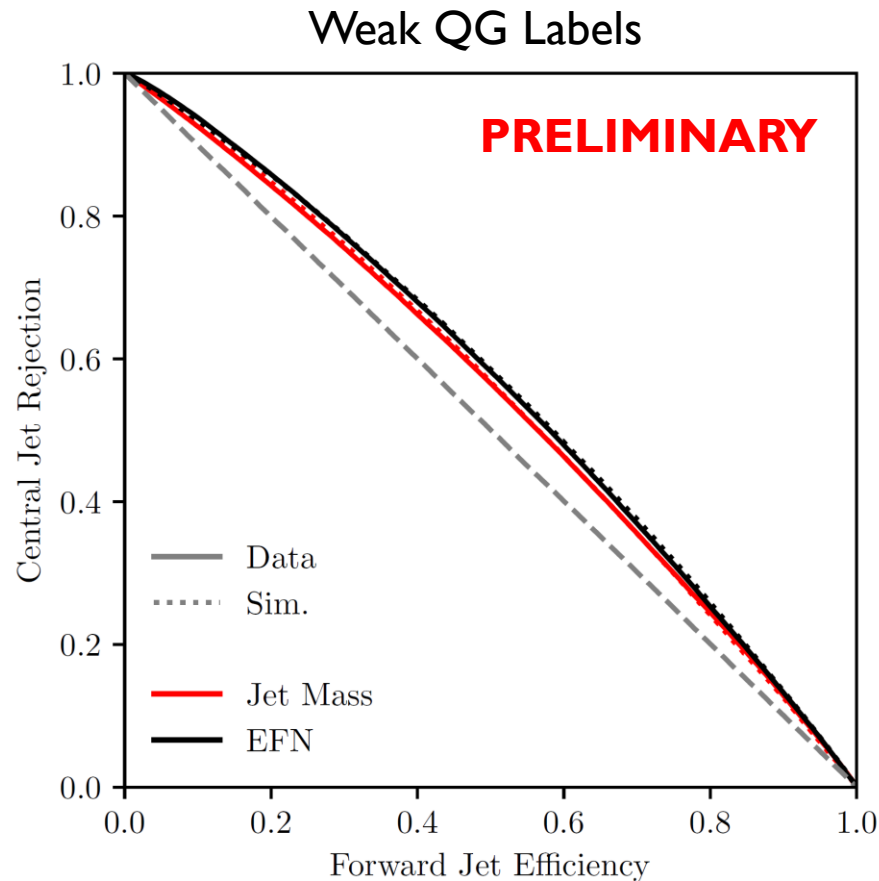 Weak QG Labels
PRELIMINARY
1.0
0.8
0.6
0.4
0.2
0.0
Central Jet Rejection
Data
Sim.
Jet Mass
EFN
0.0 0.2 0.4 0.6 0.8 1.0
Forward Jet Efficiency